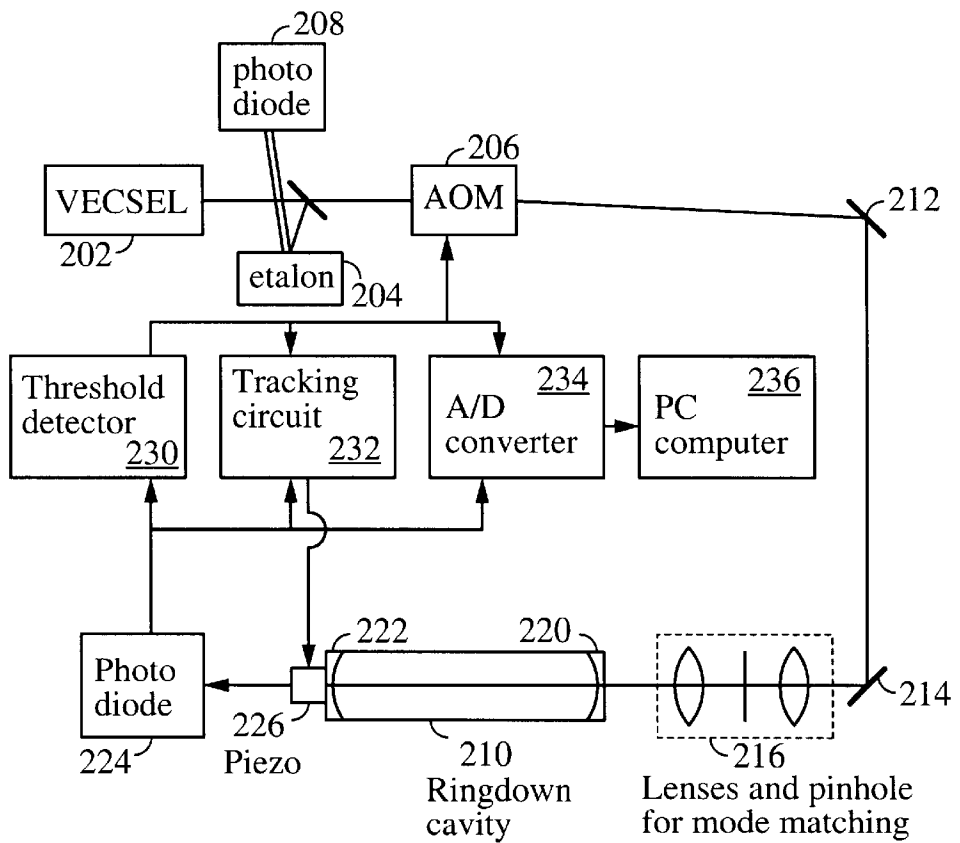 208
photo
diode
206
VECSEL
AOM
212
202
etalon
204
Threshold
detector
230
Tracking
circuit
232
234
A/D
converter
236
PC
computer
222
220
Photo
diode
214
226
224
Piezo
210
216
Ringdown
cavity
Lenses and pinhole
for mode matching